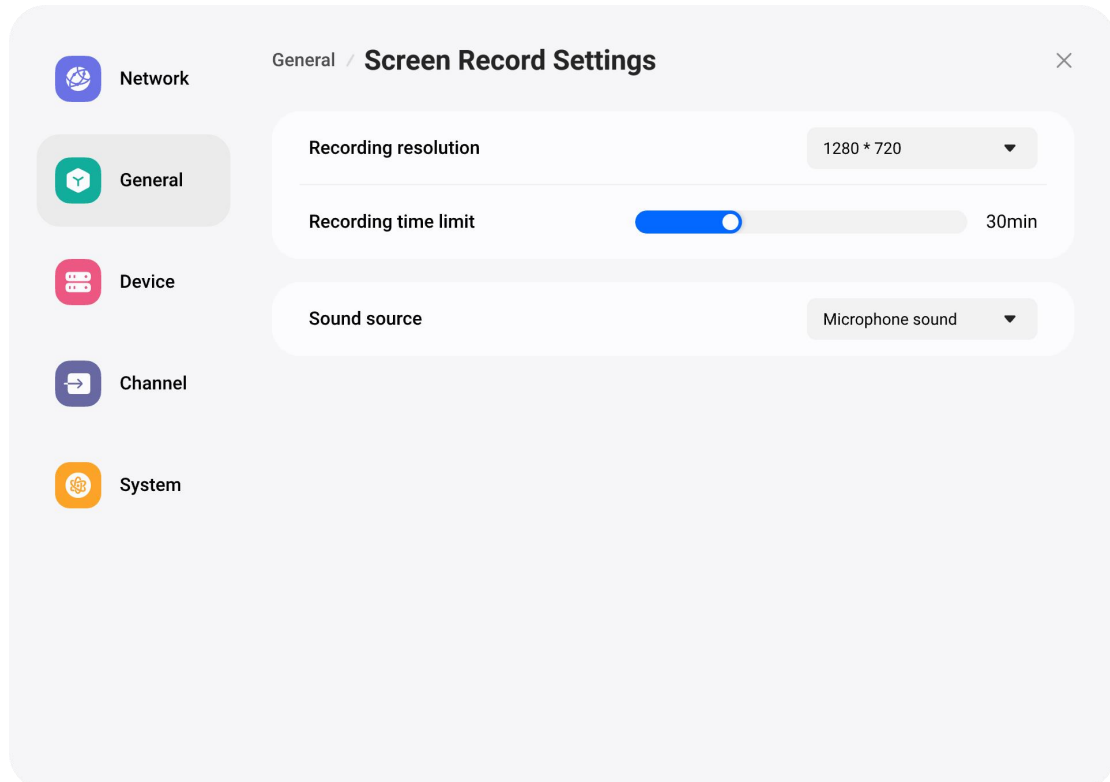 General / Screen Record Settings
Network
General
Device
Channel
System
Recording resolution 1280 * 720
Recording time limit 30min
Sound source Microphone sound